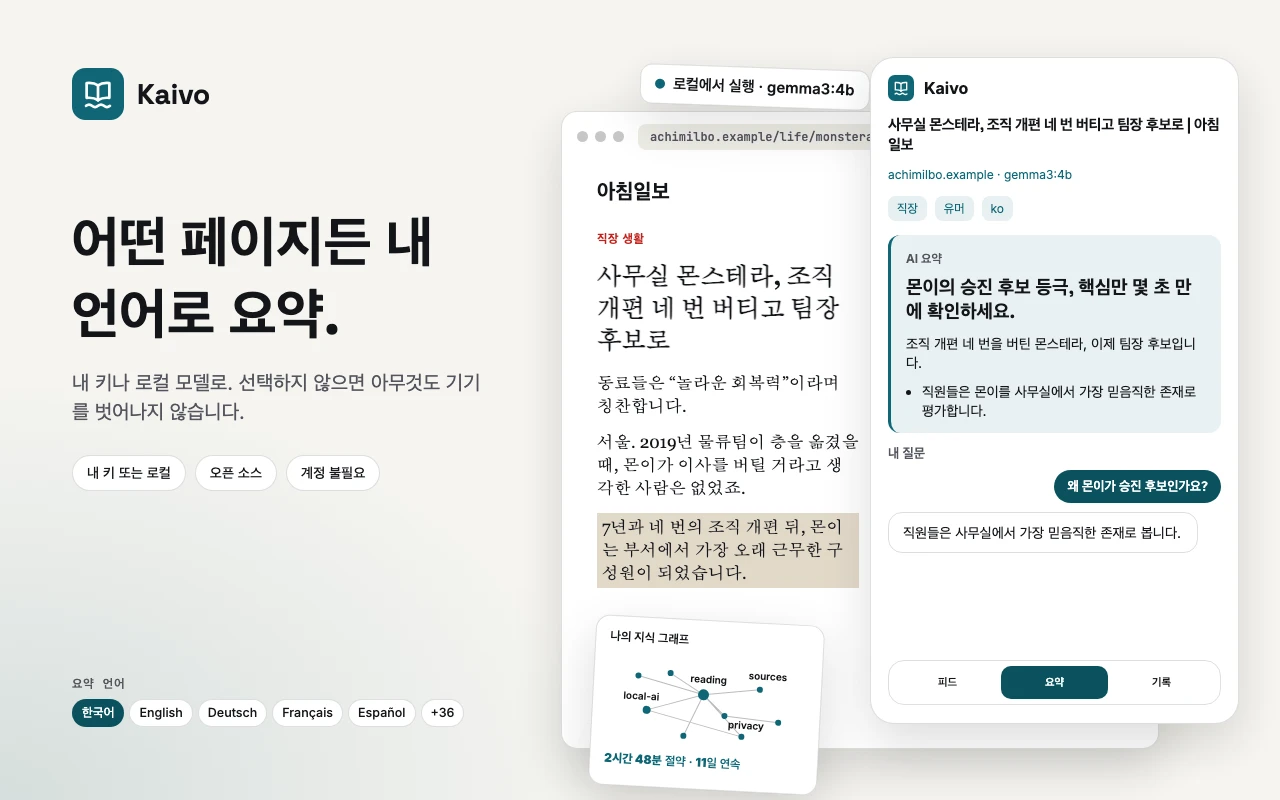 Kaivo
어떤 페이지든 내
언어로 요약.
내 키나 로컬 모델로. 선택하지 않으면 아무것도 기기
를 벗어나지 않습니다.
내 키 또는 로컬
오픈 소스
계정 불필요
요약 언어
한국어
English
Deutsch
Français
Español
+36
로컬에서 실행 · gemma3:4b
achimilbo.example/life/monstera
아침일보
직장 생활
사무실 몬스테라, 조직
개편 네 번 버티고 팀장
후보로
동료들은 “놀라운 회복력”이라며
칭찬합니다.
서울. 2019년 물류팀이 층을 옮겼을
때, 몬이가 이사를 버틸 거라고 생
각한 사람은 없었죠.
7년과 네 번의 조직 개편 뒤, 몬이
는 부서에서 가장 오래 근무한 구
성원이 되었습니다.
나의 지식 그래프
reading
sources
local-ai
privacy
2시간 48분 절약 · 11일 연속
Kaivo
사무실 몬스테라, 조직 개편 네 번 버티고 팀장 후보로 | 아침
일보
achimilbo.example · gemma3:4b
직장
유머
ko
AI 요약
몬이의 승진 후보 등극, 핵심만 몇 초 만
에 확인하세요.
조직 개편 네 번을 버틴 몬스테라, 이제 팀장 후보입니
다.
• 직원들은 몬이를 사무실에서 가장 믿음직한 존재로
평가합니다.
내 질문
왜 몬이가 승진 후보인가요?
직원들은 사무실에서 가장 믿음직한 존재로 봅니다.
피드
요약
기록